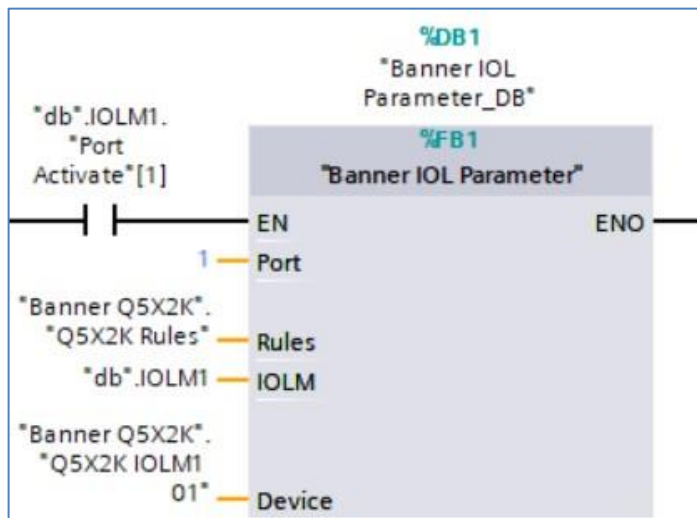 %DB1
"Banner IOL
Parameter_DB"
"db".IOLM1.
"Port
Activate"[1]
%FB1
"Banner IOL Parameter"
EN
ENO
1
Port
"Banner Q5X2K".
"Q5X2K Rules"
Rules
"db".IOLM1
IOLM
"Banner Q5X2K".
"Q5X2K IOLM1
01"
Device